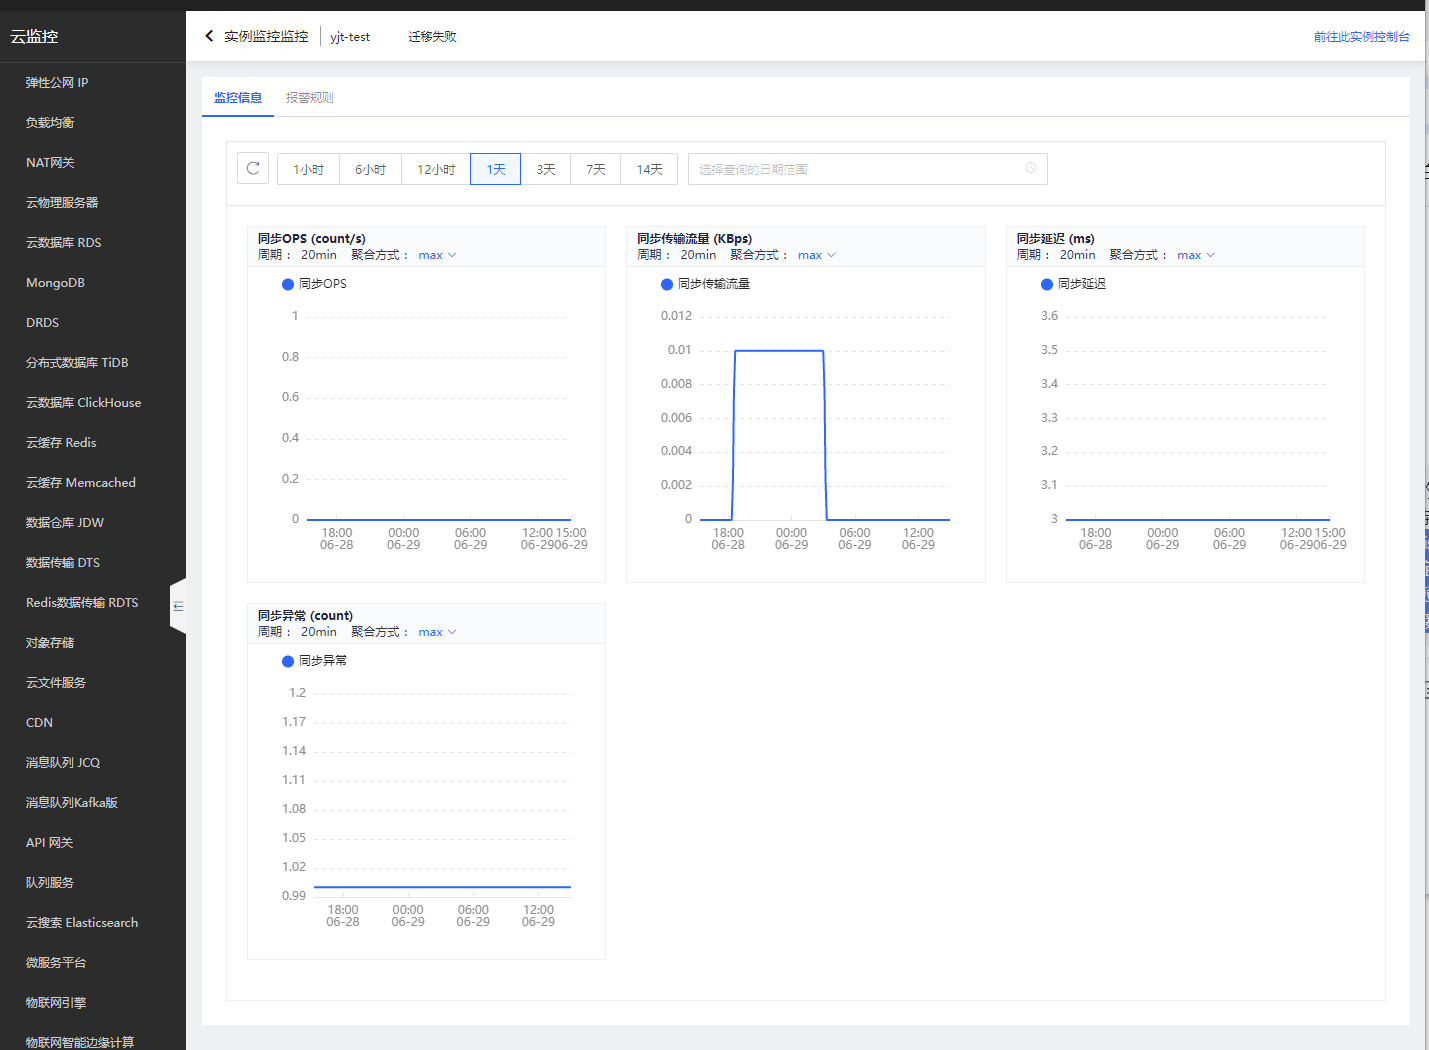 云监控
弹性公网 IP
负载均衡
NAT网关
云物理服务器
云数据库 RDS
MongoDB
DRDS
分布式数据库 TiDB
云数据库 ClickHouse
云缓存 Redis
云缓存 Memcached
数据仓库 JDW
数据传输 DTS
Redis数据传输 RDTS
对象存储
云文件服务
CDN
消息队列 JCQ
消息队列Kafka版
API 网关
队列服务
云搜索 Elasticsearch
微服务平台
物联网引擎
物联网智能边缘计算
实例监控监控 yjt-test 迁移失败 前往此实例控制台
监控信息 报警规则
1小时 6小时 12小时 1天 3天 7天 14天 选择查询的日期范围
同步OPS (count/s)
周期： 20min 聚合方式： max
同步OPS
1
0.8
0.6
0.4
0.2
0
18:00 00:00 06:00 12:00 15:00
06-28 06-29 06-29 06-29 06-29
同步传输流量 (KBps)
周期： 20min 聚合方式： max
同步传输流量
0.012
0.01
0.008
0.006
0.004
0.002
0
18:00 00:00 06:00 12:00
06-28 06-29 06-29 06-29
同步延迟 (ms)
周期： 20min 聚合方式： max
同步延迟
3.6
3.5
3.4
3.3
3.2
3.1
3
18:00 00:00 06:00 12:00 15:00
06-28 06-29 06-29 06-29 06-29
同步异常 (count)
周期： 20min 聚合方式： max
同步异常
1.2
1.17
1.14
1.11
1.08
1.05
1.02
0.99
18:00 00:00 06:00 12:00
06-28 06-29 06-29 06-29